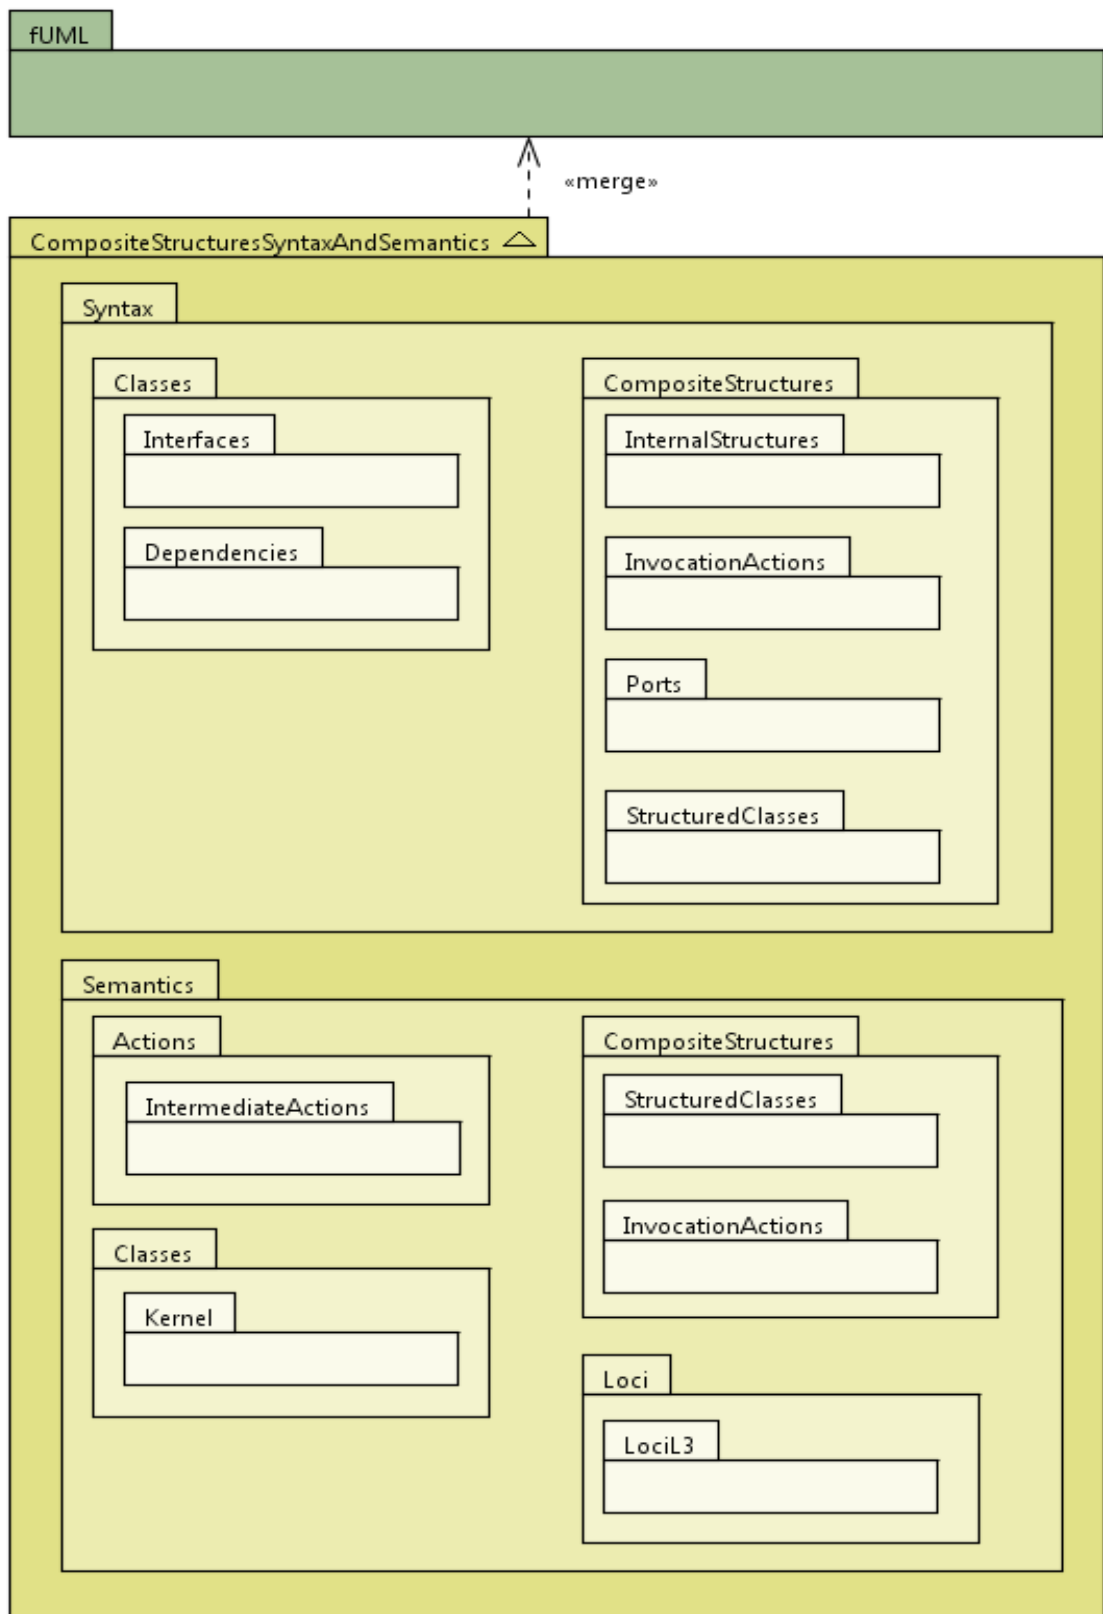 fUML
«merge»
CompositeStructuresSyntaxAndSemantics
Syntax
Classes
Interfaces
Dependencies
CompositeStructures
InternalStructures
InvocationActions
Ports
StructuredClasses
Semantics
Actions
IntermediateActions
Classes
Kernel
CompositeStructures
StructuredClasses
InvocationActions
Loci
LociL3